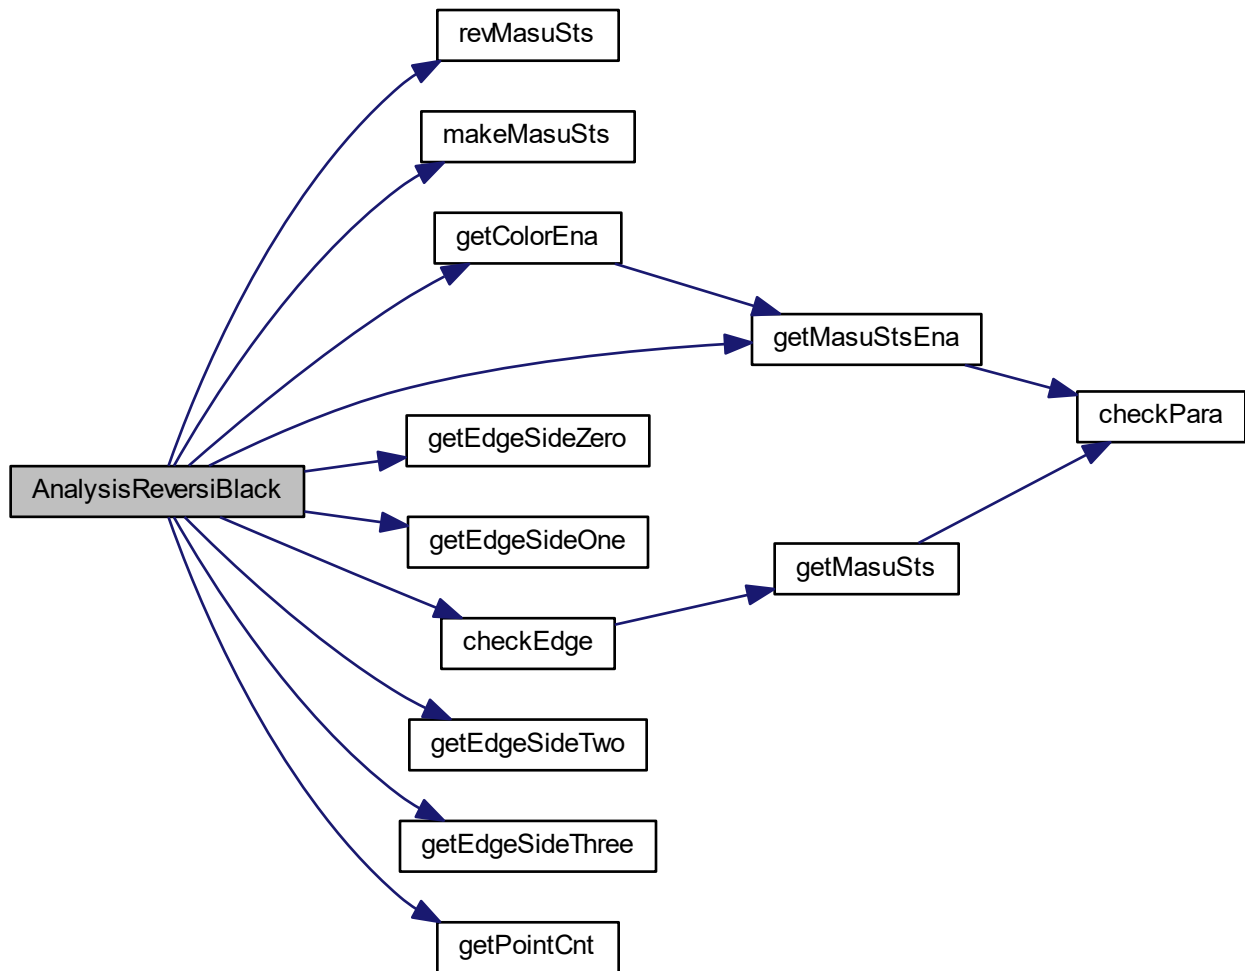 revMasuSts
makeMasuSts
getColorEna
getMasuStsEna
checkPara
getEdgeSideZero
AnalysisReversiBlack
getEdgeSideOne
getMasuSts
checkEdge
getEdgeSideTwo
getEdgeSideThree
getPointCnt